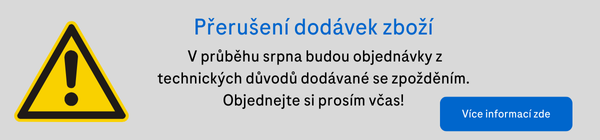 Přerušení dodávek zboží
V průběhu srpna budou objednávky z
technických důvodů dodávané se zpožděním.
Objednejte si prosím včas!
Více informací zde